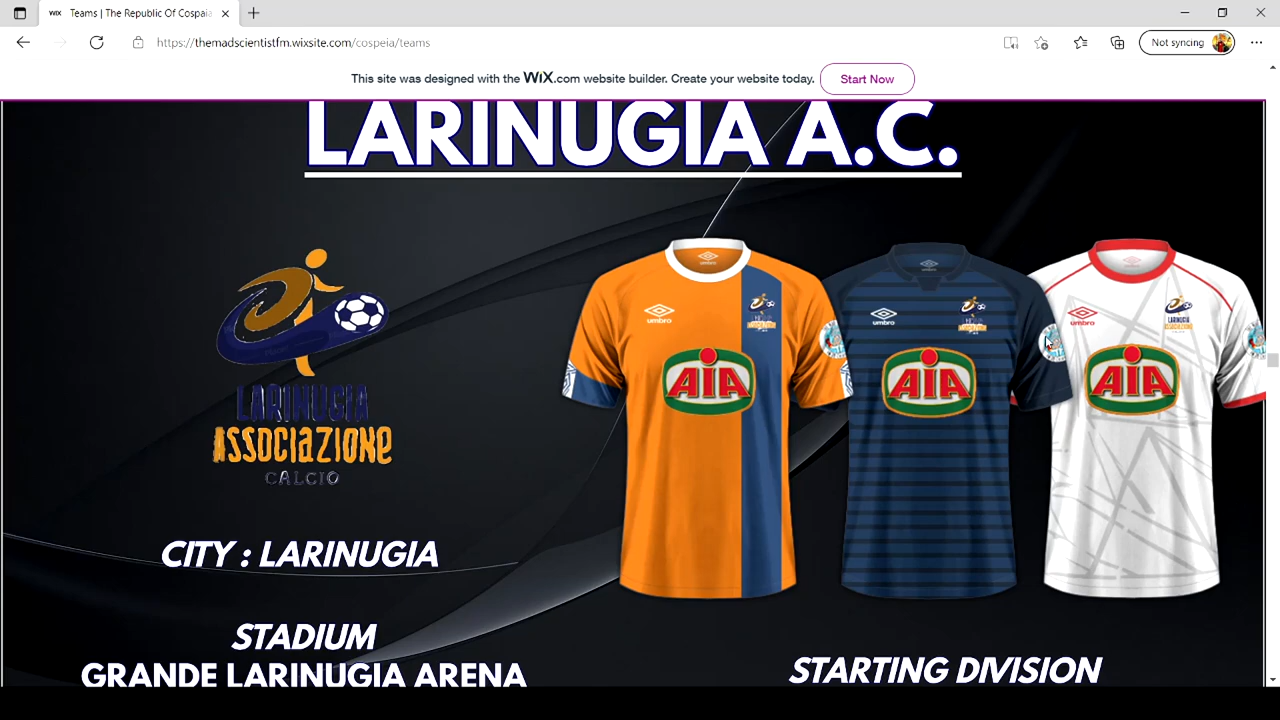 WiX Teams | The Republic Of Cospaia
https://themadscientistfm.wixsite.com/cospeia/teams
Not syncing
This site was designed with the WiX.com website builder. Create your website today. Start Now
LARINUGIA A.C.
umbro
AIA
umbro
AIA
umbro
AIA
LARINUGIA
ASSOCIAZIONE
CALCIO
CITY : LARINUGIA
STADIUM
GRANDE LARINUGIA ARENA
STARTING DIVISION